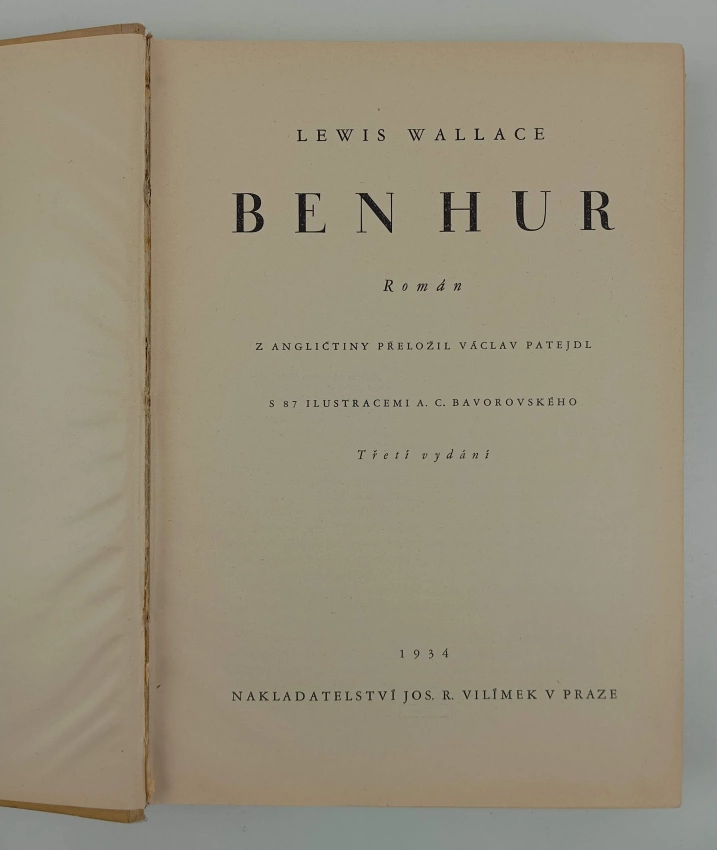 LEWIS WALLACE
BEN HUR
Román
Z ANGLIČTINY PŘELOŽIL VÁCLAV PATEJDL
S 87 ILUSTRACEMI A. C. BAVOROVSKÉHO
Třetí vydání
1934
NAKLADATELSTVÍ JOS. R. VILÍMEK V PRAZE